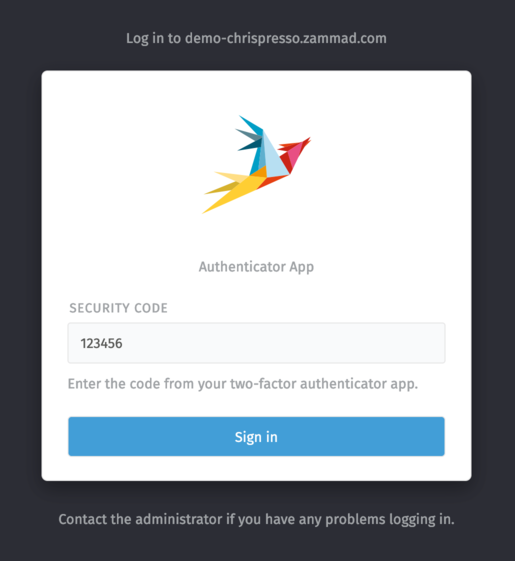 Log in to demo-chrispresso.zammad.com
Authenticator App
SECURITY CODE
123456
Enter the code from your two-factor authenticator app.
Sign in
Contact the administrator if you have any problems logging in.